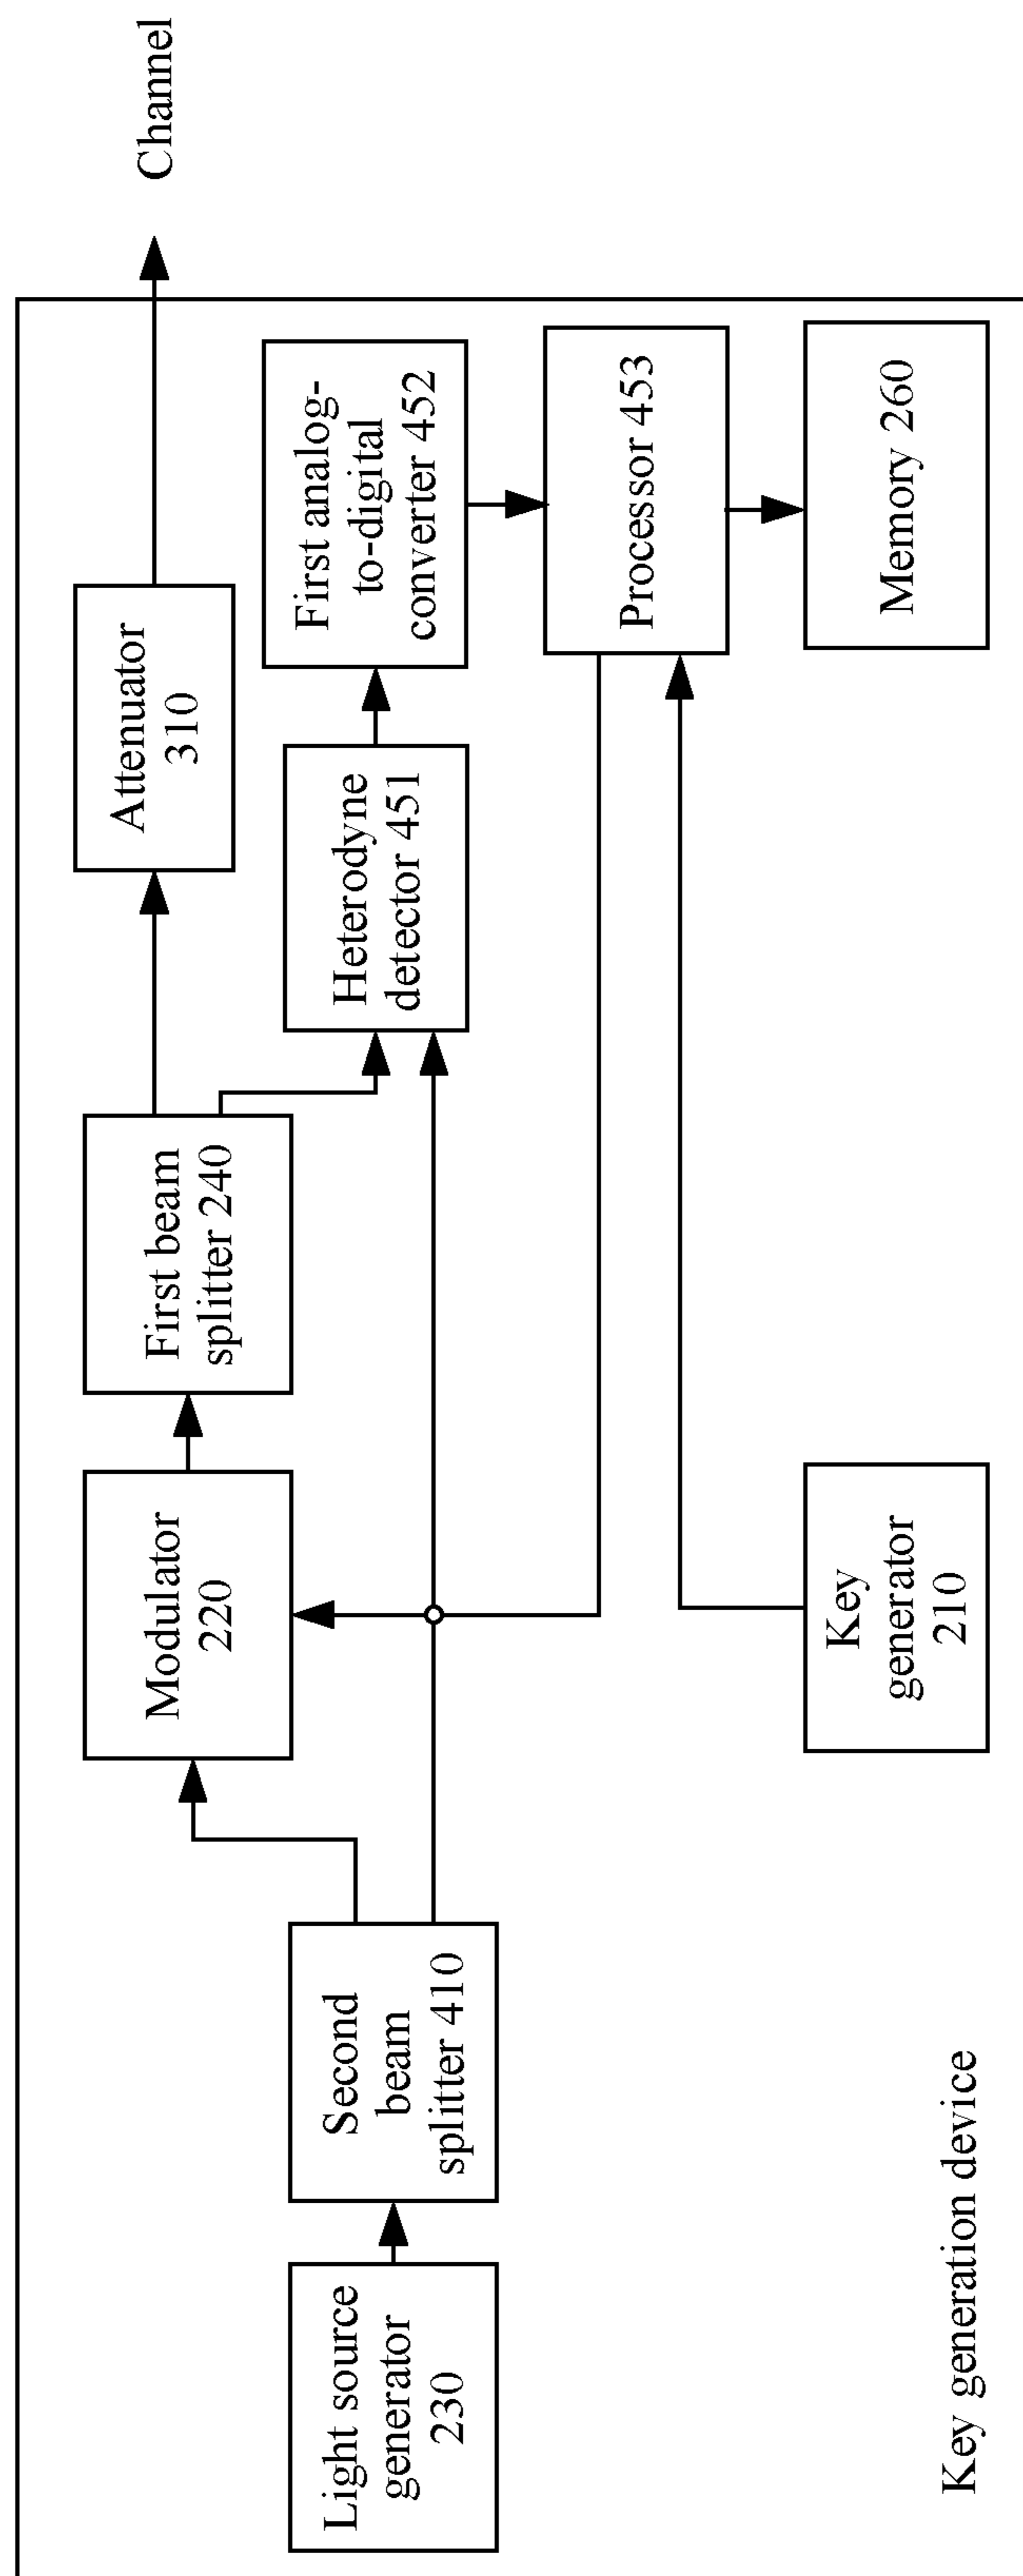 Channel
Attenuator
310
First analog-
to-digital
converter 452
Heterodyne
detector 451
Processor 453
Memory 260
First beam
splitter 240
Modulator
220
Key
generator
210
Second
beam
splitter 410
Light source
generator
230
Key generation device